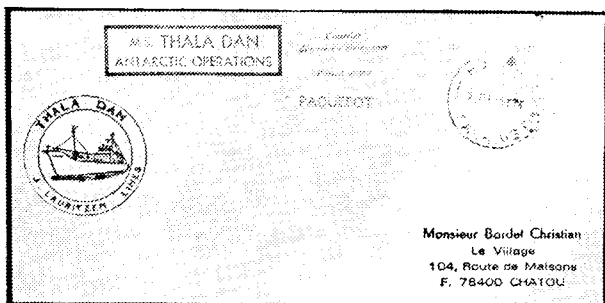 M.S. THALA DAN
ANTARCTIC OPERATIONS
PAQUEBOT
THALA DAN
J. LAURITZEN LINES
Monsieur Bardet Christian
Le Village
104, Route de Maisons
F. 78400 CHATOU